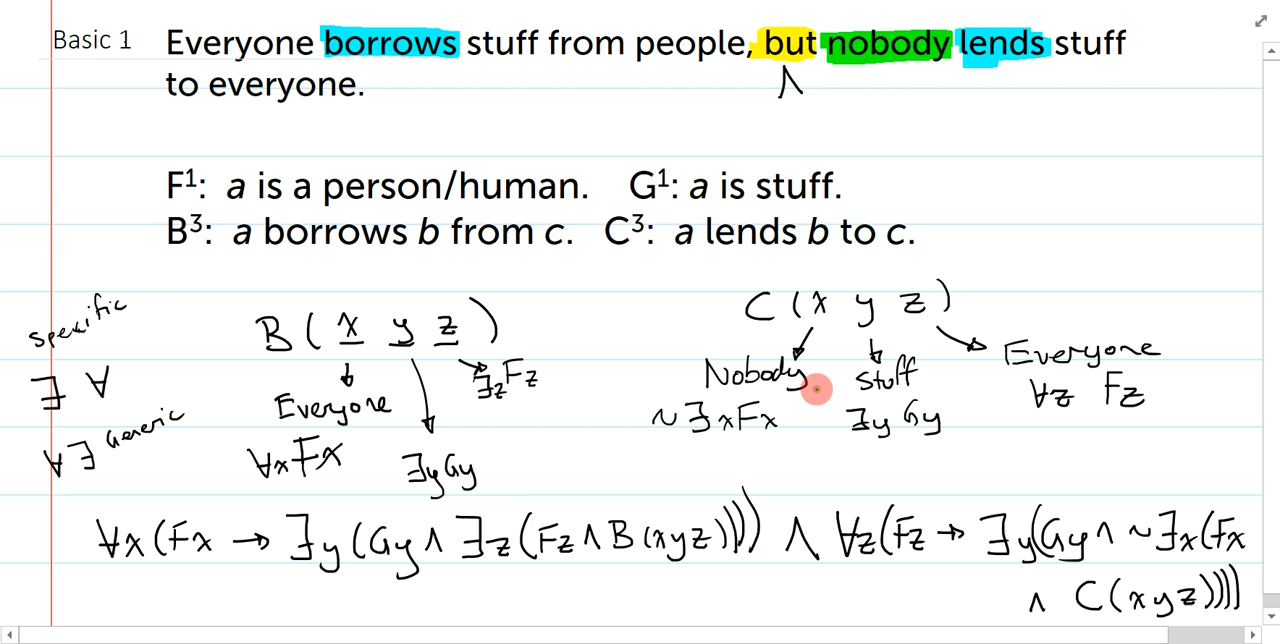 Basic 1 Everyone borrows stuff from people, but nobody lends stuff
to everyone.
∧
F¹: a is a person/human. G¹: a is stuff.
B³: a borrows b from c. C³: a lends b to c.
specific
∃ ∀
Generic
∀ ∃
B ( x y z )
Everyone
∀xFx
∃yGy
∃zFz
C ( x y z )
Nobody
~∃xFx
Stuff
∃y Gy
Everyone
∀z Fz
∀x(Fx → ∃y(Gy ∧ ∃z(Fz ∧ B(xyz)))) ∧ ∀z(Fz → ∃y(Gy ∧ ~∃x(Fx
∧ C(xyz))))